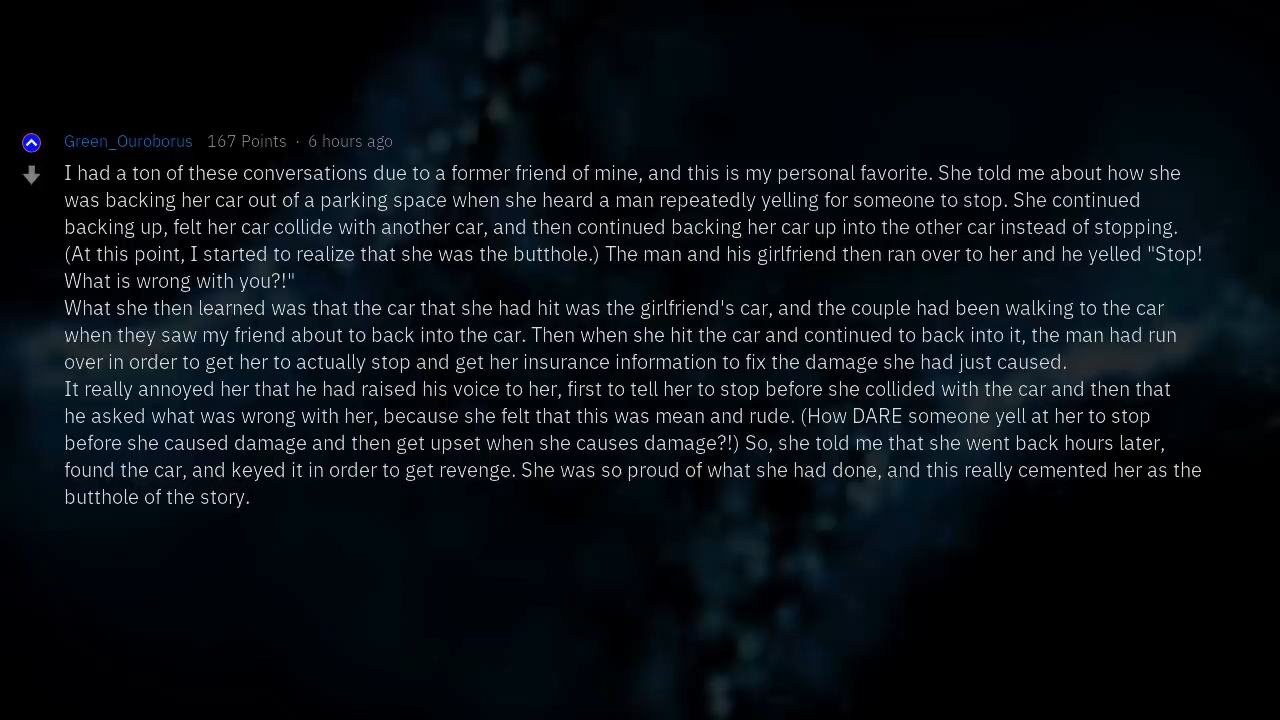 Green_Ouroborus 167 Points · 6 hours ago
I had a ton of these conversations due to a former friend of mine, and this is my personal favorite. She told me about how she
was backing her car out of a parking space when she heard a man repeatedly yelling for someone to stop. She continued
backing up, felt her car collide with another car, and then continued backing her car up into the other car instead of stopping.
(At this point, I started to realize that she was the butthole.) The man and his girlfriend then ran over to her and he yelled "Stop!
What is wrong with you?!"
What she then learned was that the car that she had hit was the girlfriend's car, and the couple had been walking to the car
when they saw my friend about to back into the car. Then when she hit the car and continued to back into it, the man had run
over in order to get her to actually stop and get her insurance information to fix the damage she had just caused.
It really annoyed her that he had raised his voice to her, first to tell her to stop before she collided with the car and then that
he asked what was wrong with her, because she felt that this was mean and rude. (How DARE someone yell at her to stop
before she caused damage and then get upset when she causes damage?!) So, she told me that she went back hours later,
found the car, and keyed it in order to get revenge. She was so proud of what she had done, and this really cemented her as the
butthole of the story.